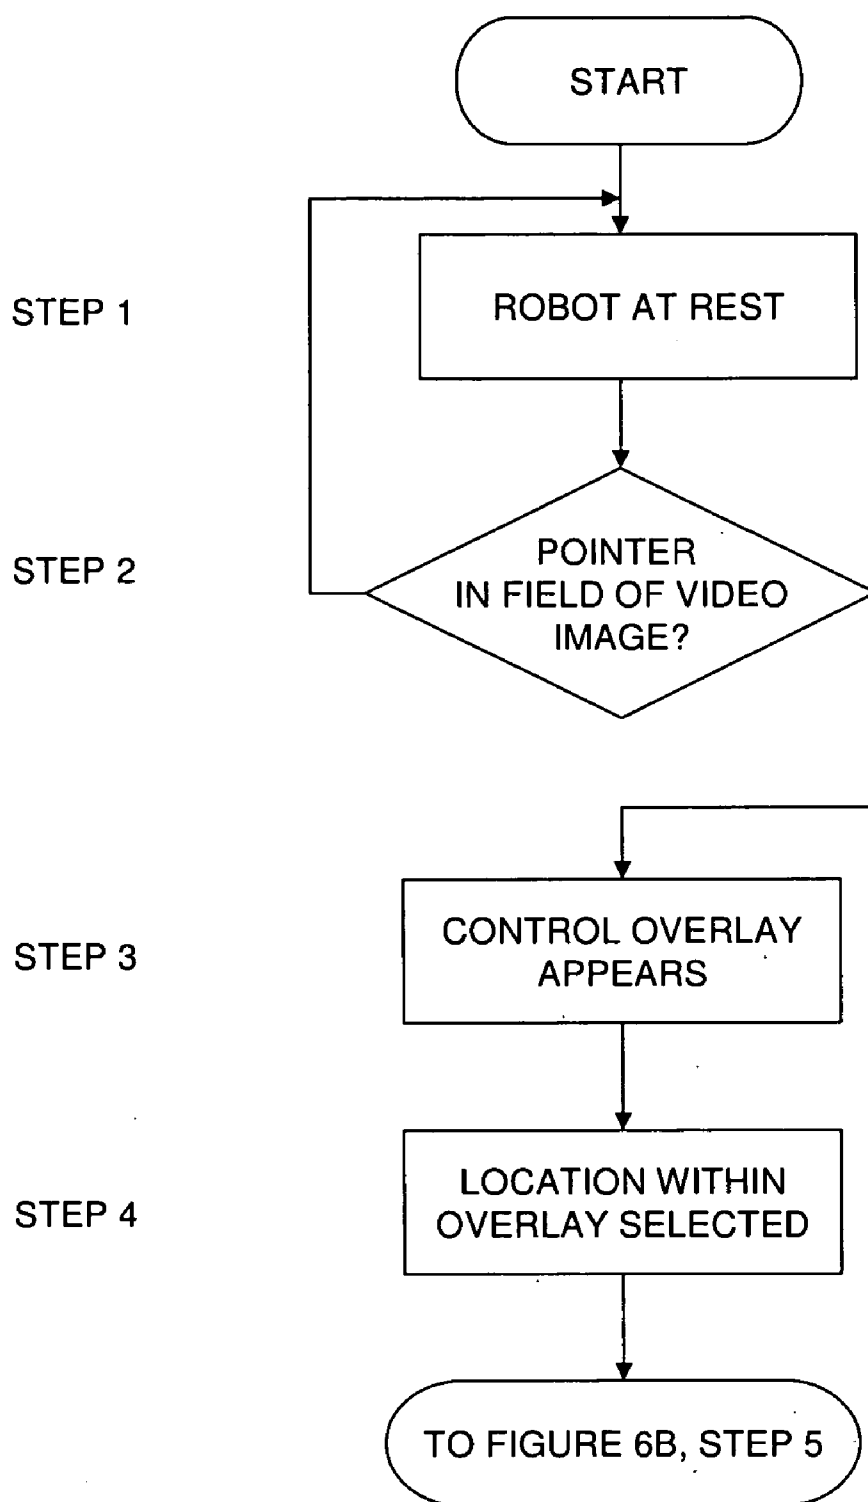 START
STEP 1
ROBOT AT REST
STEP 2
POINTER
IN FIELD OF VIDEO
IMAGE?
STEP 3
CONTROL OVERLAY
APPEARS
STEP 4
LOCATION WITHIN
OVERLAY SELECTED
TO FIGURE 6B, STEP 5